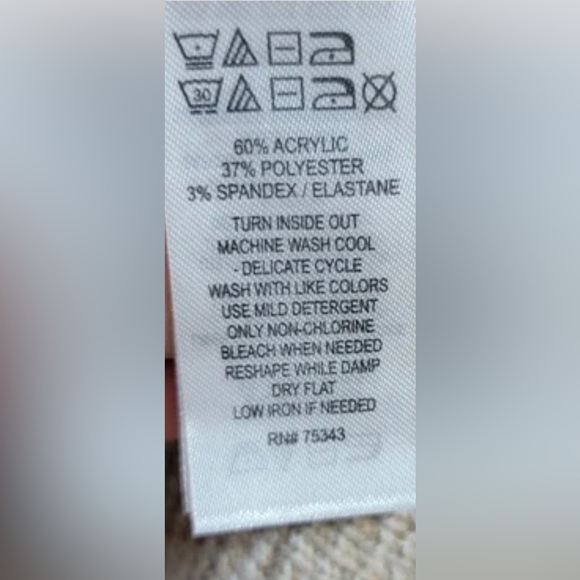 30
60% ACRYLIC
37% POLYESTER
3% SPANDEX / ELASTANE
TURN INSIDE OUT
MACHINE WASH COOL
- DELICATE CYCLE
WASH WITH LIKE COLORS
USE MILD DETERGENT
ONLY NON-CHLORINE
BLEACH WHEN NEEDED
RESHAPE WHILE DAMP
DRY FLAT
LOW IRON IF NEEDED
RN# 75343